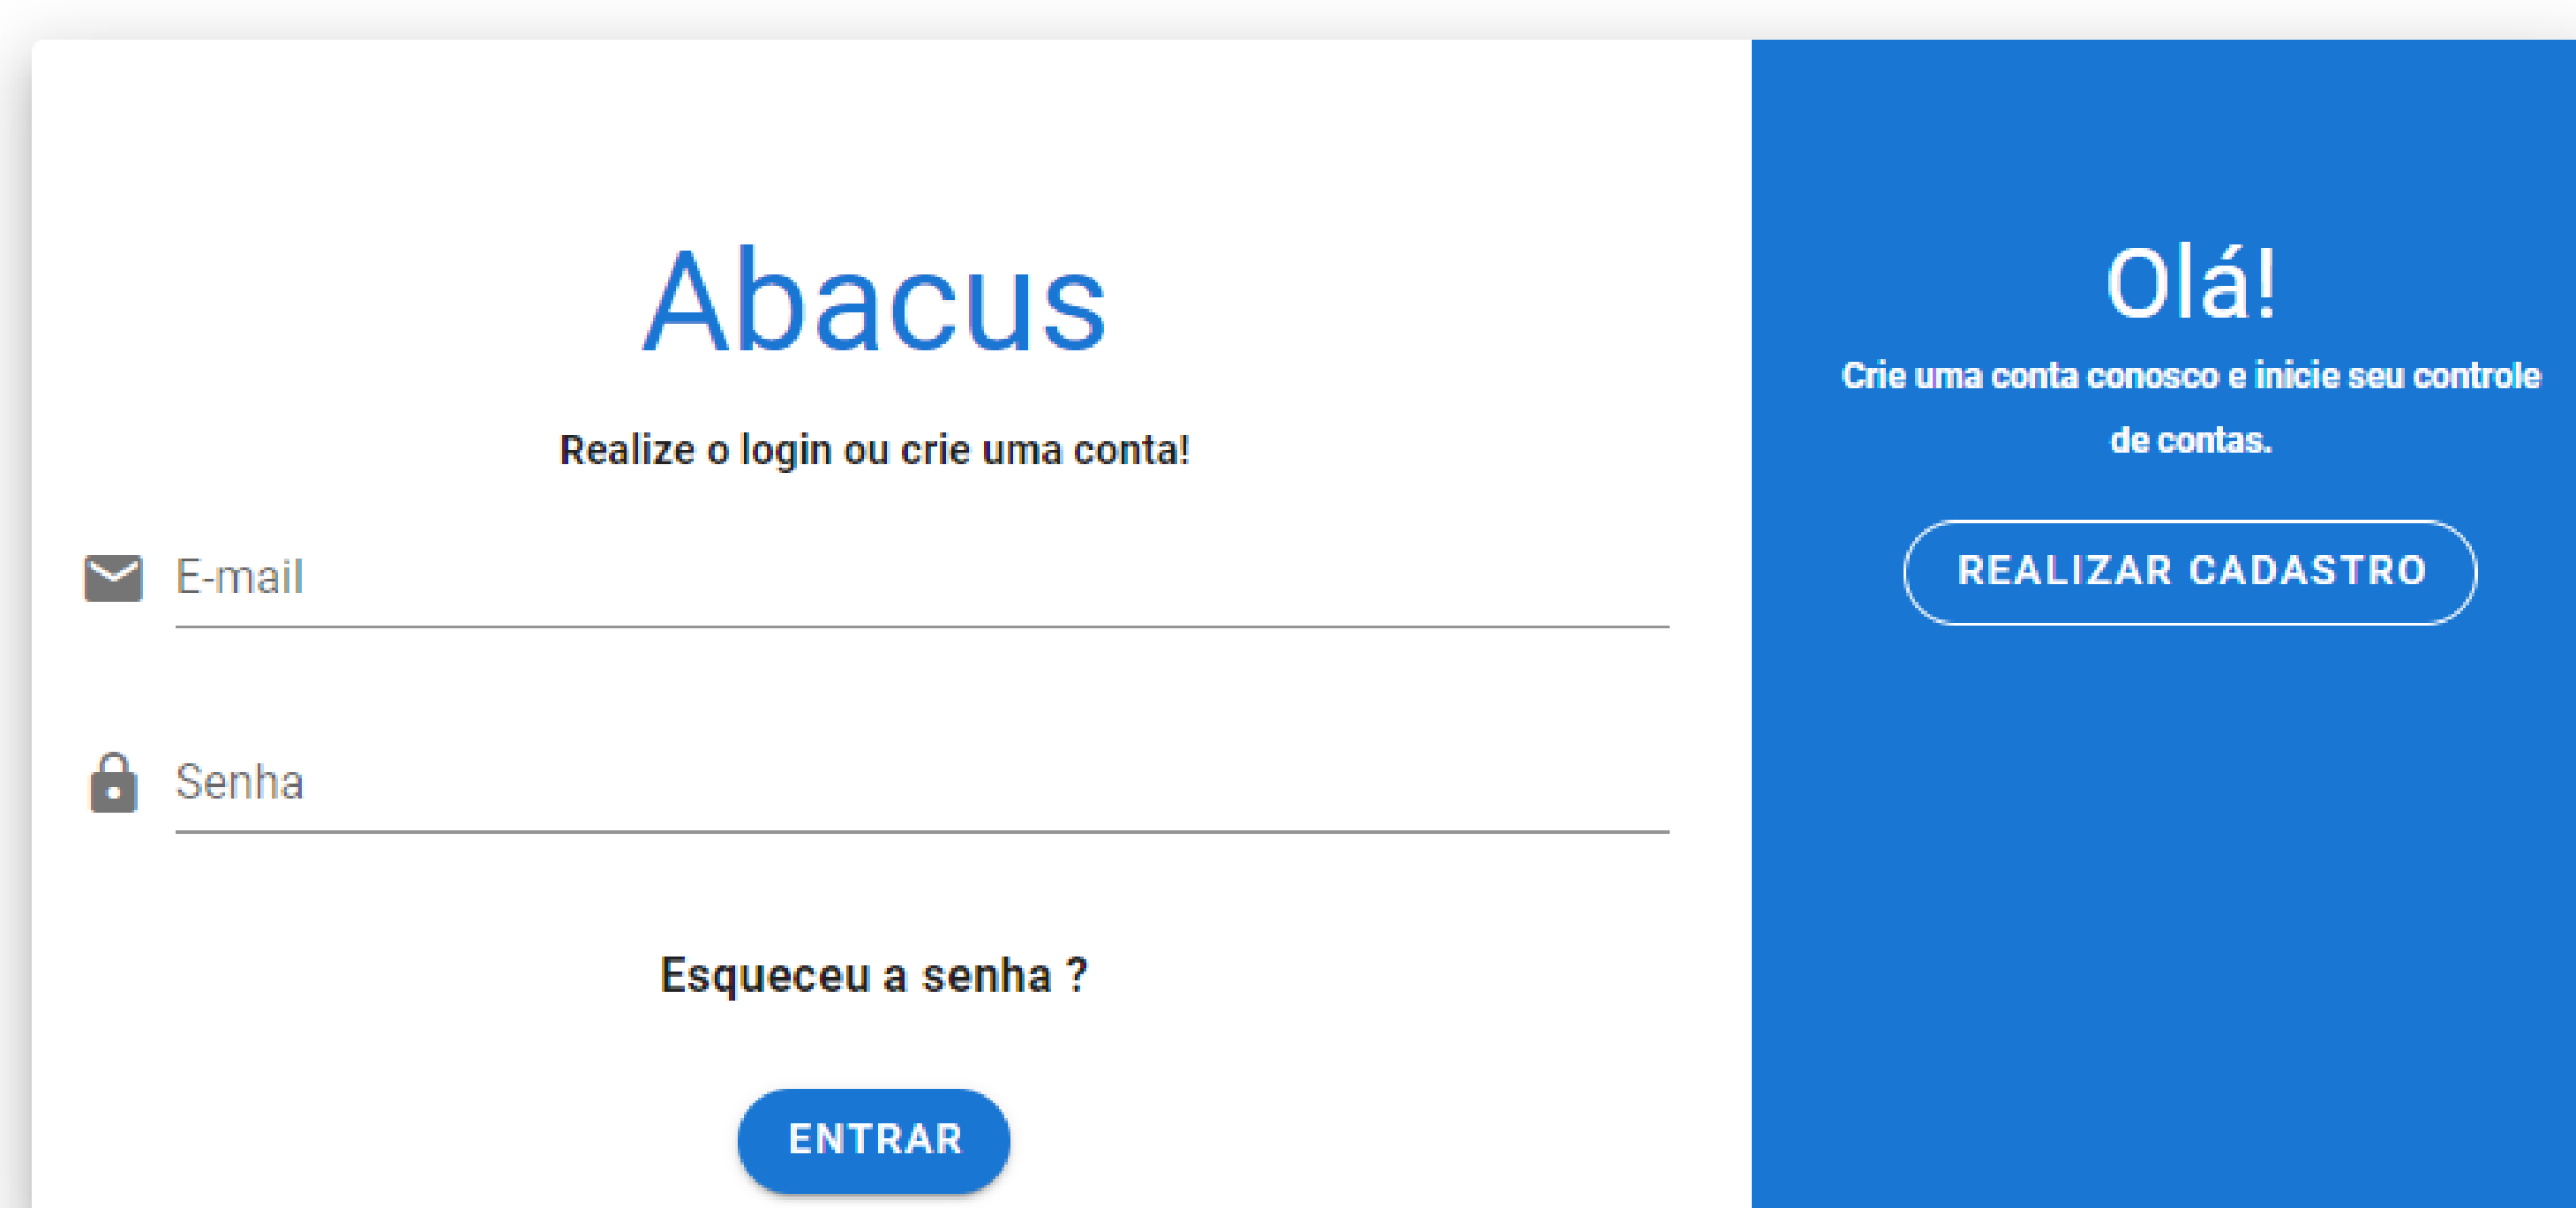 Abacus
Realize o login ou crie uma conta!
E-mail
Senha
Esqueceu a senha ?
ENTRAR
Olá!
Crie uma conta conosco e inicie seu controle
de contas.
REALIZAR CADASTRO